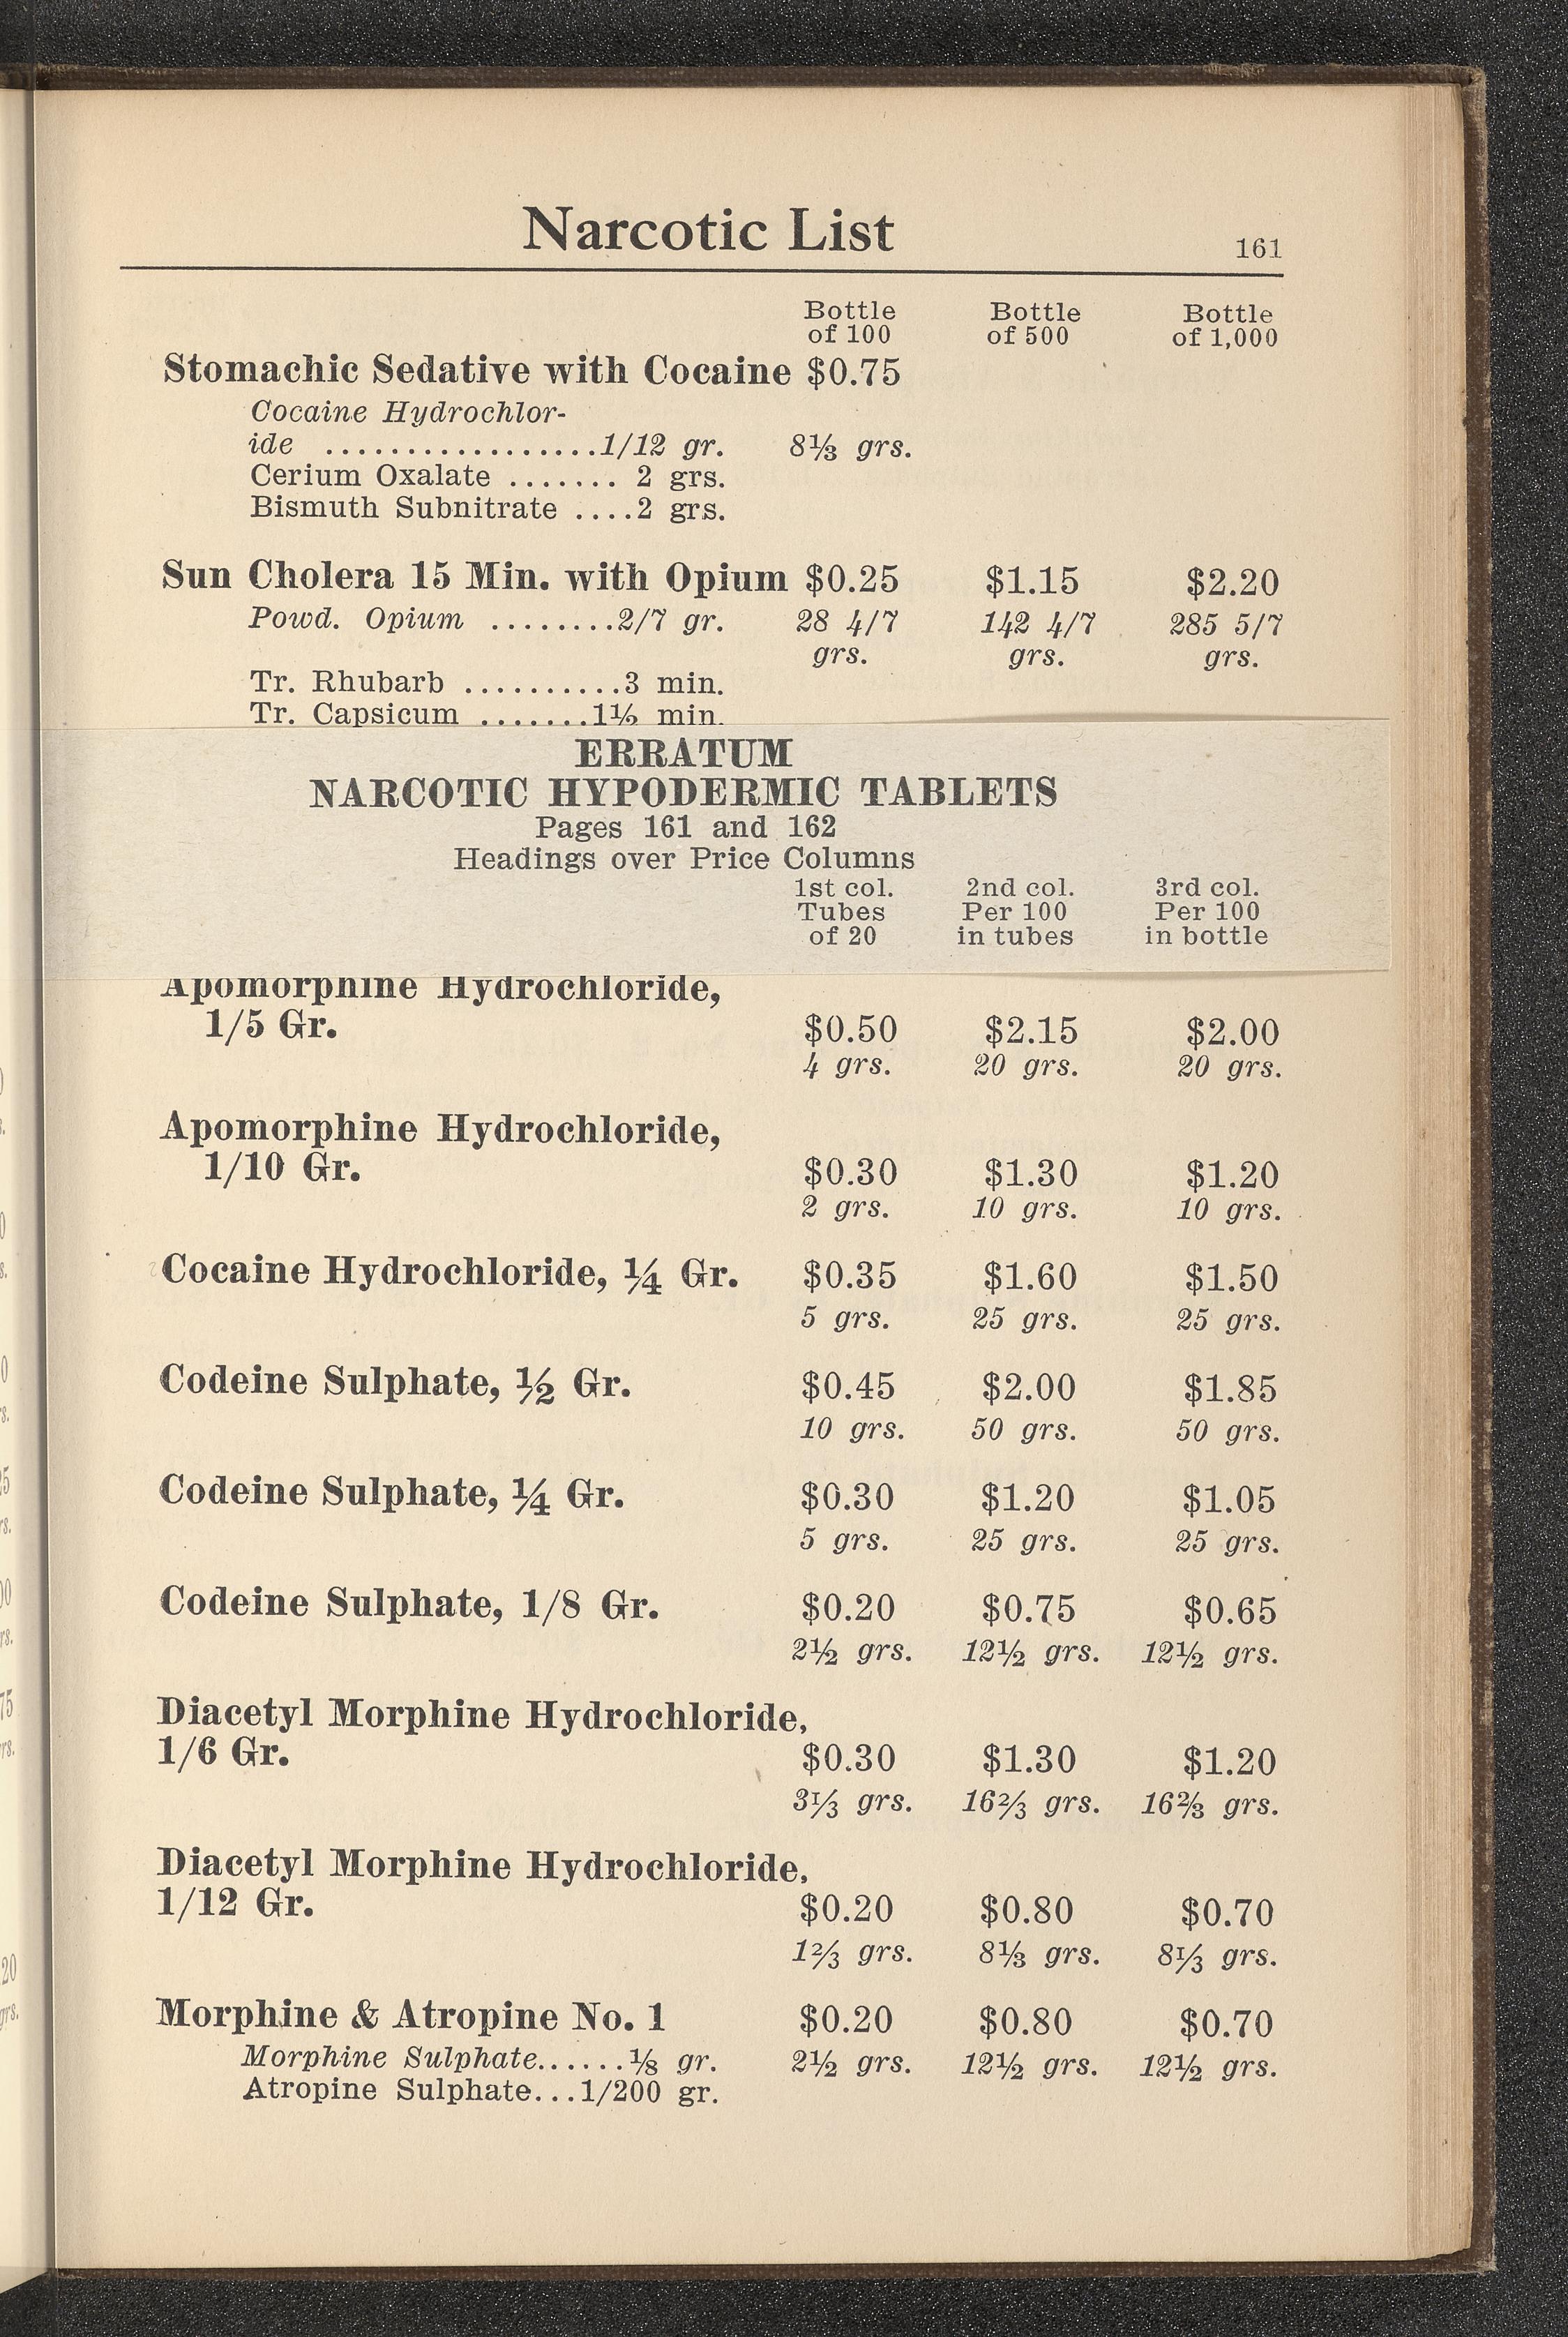 Narcotic List
161
Bottle Bottle Bottle
of 100 of 500 of 1,000
Stomachic Sedative with Cocaine $0.75
Cocaine Hydrochlor-
ide ..................1/12 gr. 8⅓ grs.
Cerium Oxalate ....... 2 grs.
Bismuth Subnitrate ....2 grs.
Sun Cholera 15 Min. with Opium $0.25 $1.15 $2.20
Powd. Opium ........2/7 gr. 28 4/7 142 4/7 285 5/7
grs. grs. grs.
Tr. Rhubarb ..........3 min.
Tr. Capsicum .......1½ min.
ERRATUM
NARCOTIC HYPODERMIC TABLETS
Pages 161 and 162
Headings over Price Columns
1st col. 2nd col. 3rd col.
Tubes Per 100 Per 100
of 20 in tubes in bottle
Apomorphine Hydrochloride,
1/5 Gr. $0.50 $2.15 $2.00
4 grs. 20 grs. 20 grs.
Apomorphine Hydrochloride,
1/10 Gr. $0.30 $1.30 $1.20
2 grs. 10 grs. 10 grs.
Cocaine Hydrochloride, ¼ Gr. $0.35 $1.60 $1.50
5 grs. 25 grs. 25 grs.
Codeine Sulphate, ½ Gr. $0.45 $2.00 $1.85
10 grs. 50 grs. 50 grs.
Codeine Sulphate, ¼ Gr. $0.30 $1.20 $1.05
5 grs. 25 grs. 25 grs.
Codeine Sulphate, 1/8 Gr. $0.20 $0.75 $0.65
2½ grs. 12½ grs. 12½ grs.
Diacetyl Morphine Hydrochloride,
1/6 Gr. $0.30 $1.30 $1.20
3⅓ grs. 16⅔ grs. 16⅔ grs.
Diacetyl Morphine Hydrochloride,
1/12 Gr. $0.20 $0.80 $0.70
1⅔ grs. 8⅓ grs. 8⅓ grs.
Morphine & Atropine No. 1 $0.20 $0.80 $0.70
Morphine Sulphate......⅛ gr. 2½ grs. 12½ grs. 12½ grs.
Atropine Sulphate...1/200 gr.